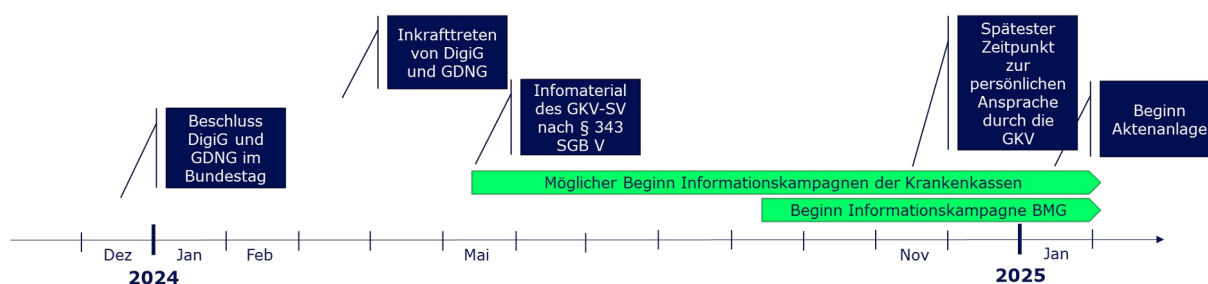 Beschluss
DigiG und
GDNG im
Bundestag
Inkrafttreten
von DigiG
und GDNG
Infomaterial
des GKV-SV
nach § 343
SGB V
Spätester
Zeitpunkt
zur
persönlichen
Ansprache
durch die
GKV
Beginn
Aktenanlage
Möglicher Beginn Informationskampagnen der Krankenkassen
Beginn Informationskampagne BMG
Dez
Jan
Feb
Mai
Nov
Jan
2024
2025